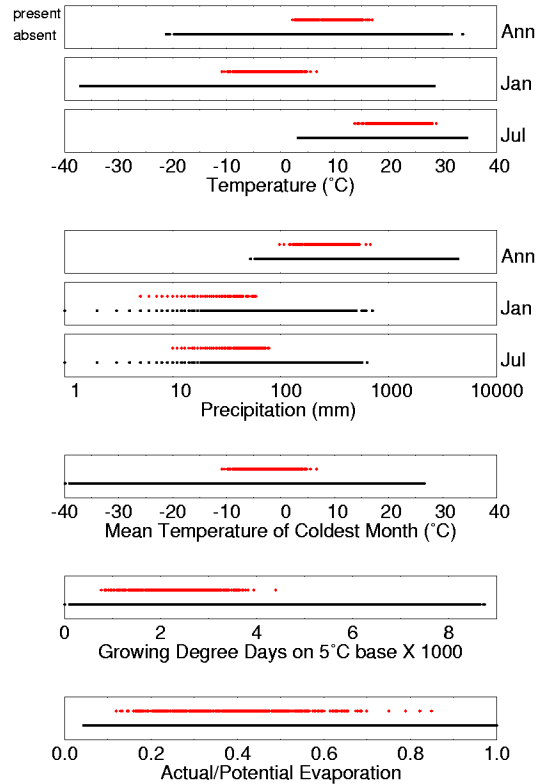 present
absent
Ann
Jan
Jul
-40 -30 -20 -10 0 10 20 30 40
Temperature (˚C)
Ann
Jan
Jul
1 10 100 1000 10000
Precipitation (mm)
-40 -30 -20 -10 0 10 20 30 40
Mean Temperature of Coldest Month (˚C)
0 2 4 6 8
Growing Degree Days on 5˚C base X 1000
0.0 0.2 0.4 0.6 0.8 1.0
Actual/Potential Evaporation